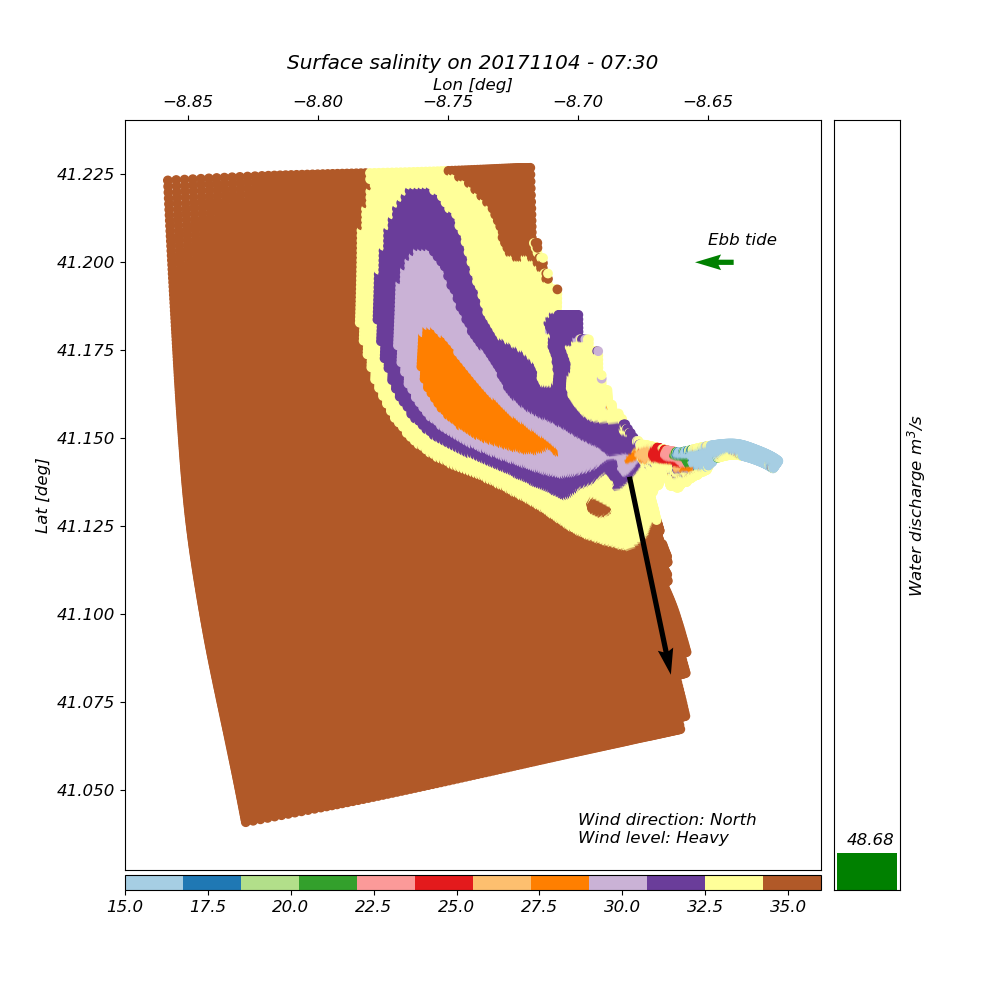 Surface salinity on 20171104 - 07:30
Lon [deg]
−8.85 −8.80 −8.75 −8.70 −8.65
41.225
41.200
41.175
41.150
41.125
41.100
41.075
41.050
Lat [deg]
Ebb tide
Wind direction: North
Wind level: Heavy
15.0 17.5 20.0 22.5 25.0 27.5 30.0 32.5 35.0
48.68
Water discharge m³/s